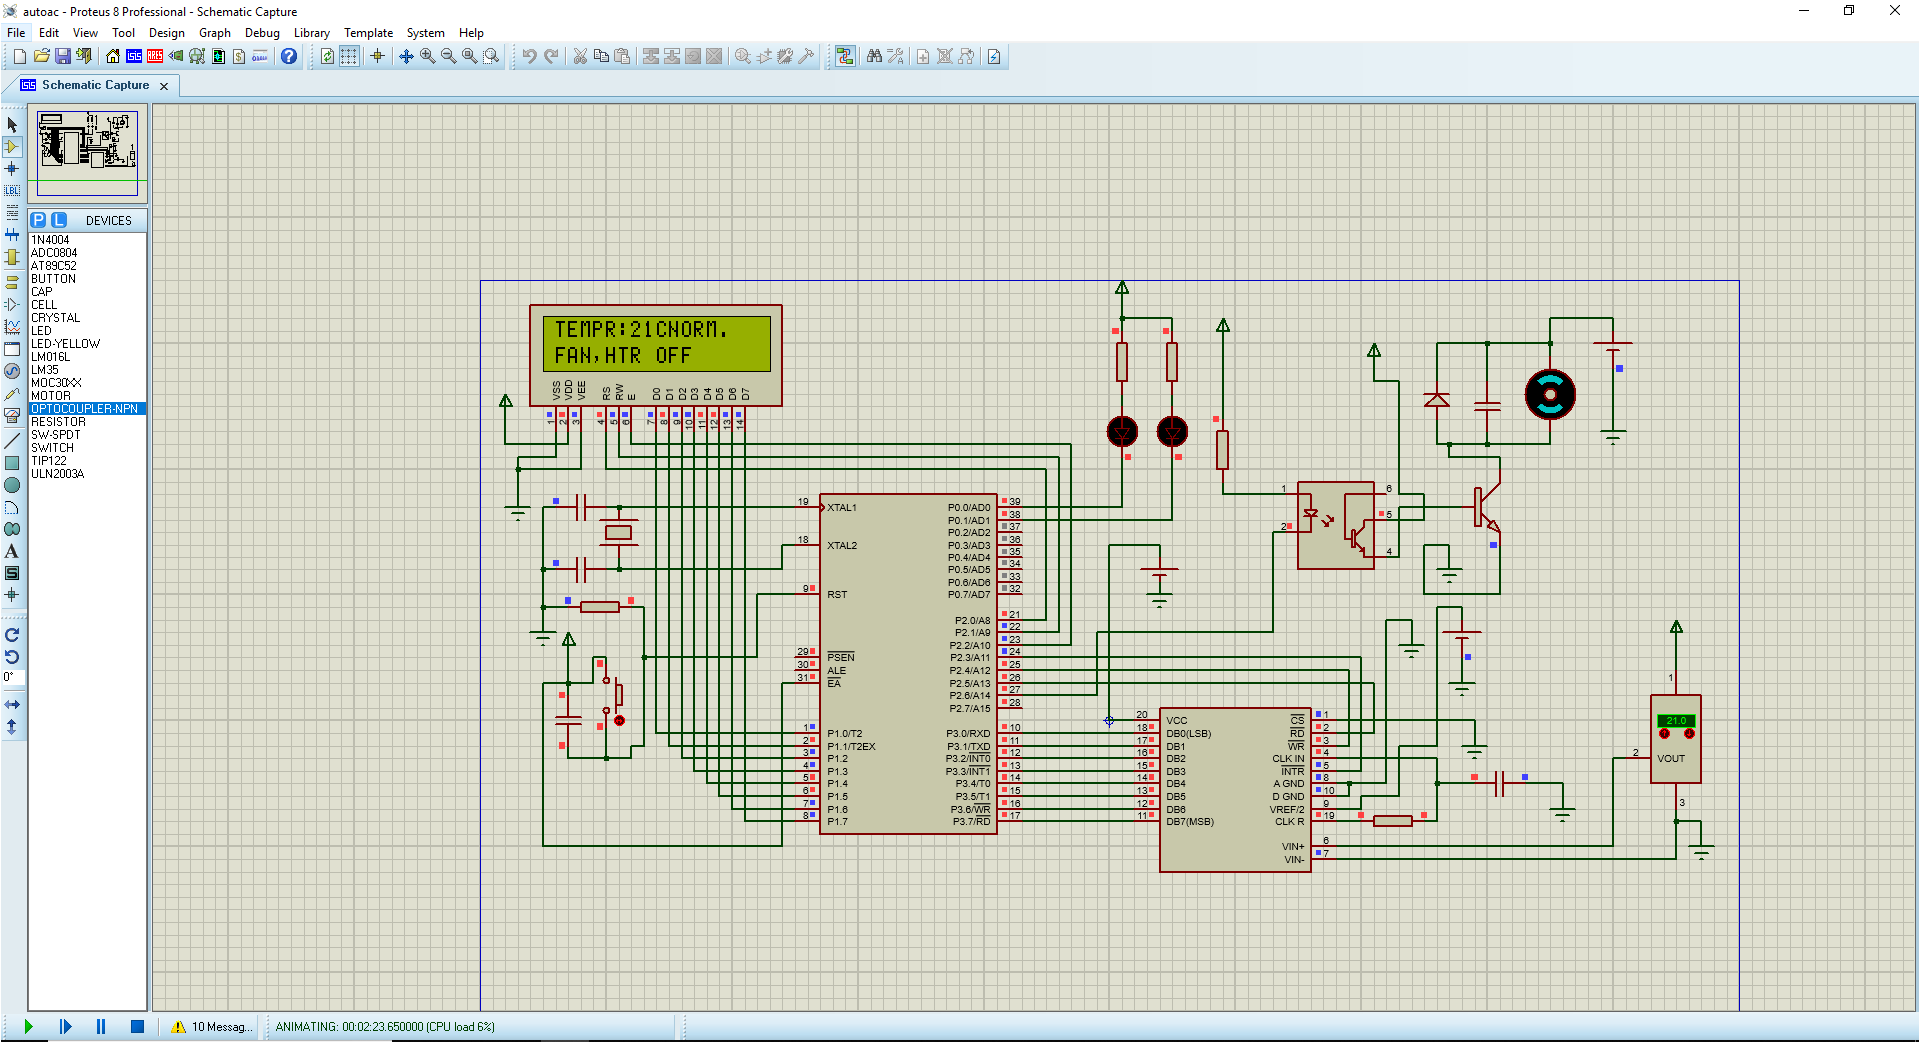 autoac - Proteus 8 Professional - Schematic Capture
File Edit View Tool Design Graph Debug Library Template System Help
Schematic Capture
P L DEVICES
1N4004
ADC0804
AT89C52
BUTTON
CAP
CELL
CRYSTAL
LED
LED-YELLOW
LM016L
LM35
MOC30XX
MOTOR
OPTOCOUPLER-NPN
RESISTOR
SW-SPDT
SWITCH
TIP122
ULN2003A
0°
TEMPR:21CNORM.
FAN,HTR OFF
VSS VDD VEE RS RW E D0 D1 D2 D3 D4 D5 D6 D7
1 2 3 4 5 6 7 8 9 10 11 12 13 14
19 XTAL1
18 XTAL2
9 RST
29 PSEN
30 ALE
31 EA
1 P1.0/T2
2 P1.1/T2EX
3 P1.2
4 P1.3
5 P1.4
6 P1.5
7 P1.6
8 P1.7
P0.0/AD0 39
P0.1/AD1 38
P0.2/AD2 37
P0.3/AD3 36
P0.4/AD4 35
P0.5/AD5 34
P0.6/AD6 33
P0.7/AD7 32
P2.0/A8 21
P2.1/A9 22
P2.2/A10 23
P2.3/A11 24
P2.4/A12 25
P2.5/A13 26
P2.6/A14 27
P2.7/A15 28
P3.0/RXD 10
P3.1/TXD 11
P3.2/INT0 12
P3.3/INT1 13
P3.4/T0 14
P3.5/T1 15
P3.6/WR 16
P3.7/RD 17
1 6
2 5
4
20 VCC
18 DB0(LSB)
17 DB1
16 DB2
15 DB3
14 DB4
13 DB5
12 DB6
11 DB7(MSB)
CS 1
RD 2
WR 3
CLK IN 4
INTR 5
A GND 8
D GND 10
VREF/2 9
CLK R 19
VIN+ 6
VIN- 7
1
21.0
2 VOUT
3
10 Messag...
ANIMATING: 00:02:23.650000 (CPU load 6%)